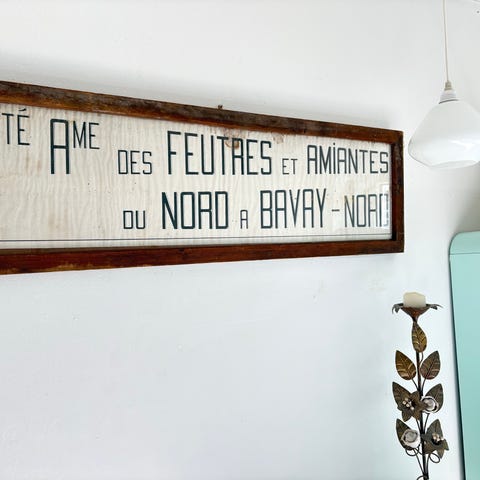 TÉ AME DES FEUTRES ET AMIANTES
DU NORD A BAVAY - NORD